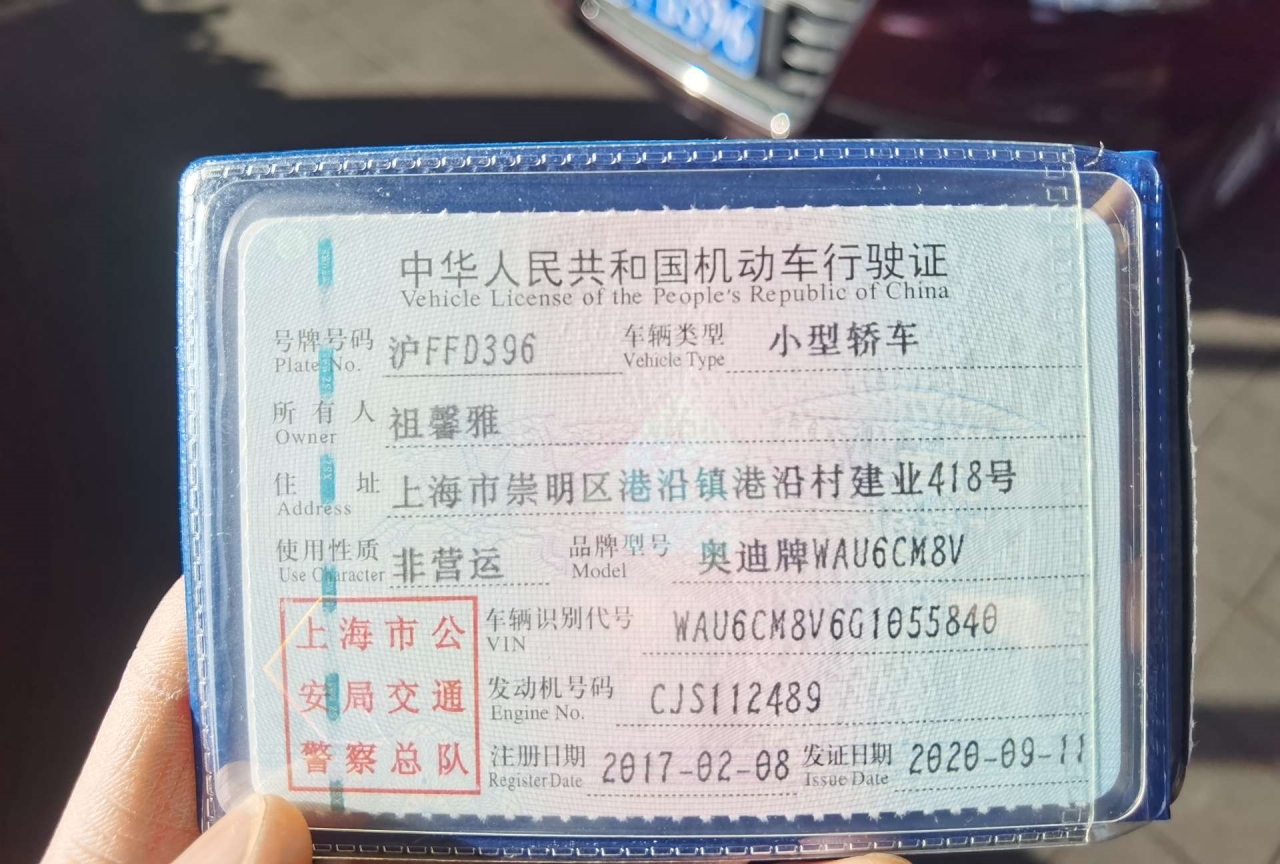 中华人民共和国机动车行驶证
Vehicle License of the People's Republic of China
号牌号码 沪FFD396 车辆类型 小型轿车
Plate No. Vehicle Type
所有人 祖馨雅
Owner
住址 上海市崇明区港沿镇港沿村建业418号
Address
使用性质 非营运 品牌型号 奥迪牌WAU6CM8V
Use Character Model
上海市公 车辆识别代号 WAU6CM8V6G1055840
VIN
安局交通 发动机号码 CJS112489
Engine No.
警察总队 注册日期 2017-02-08 发证日期 2020-09-11
Register Date Issue Date